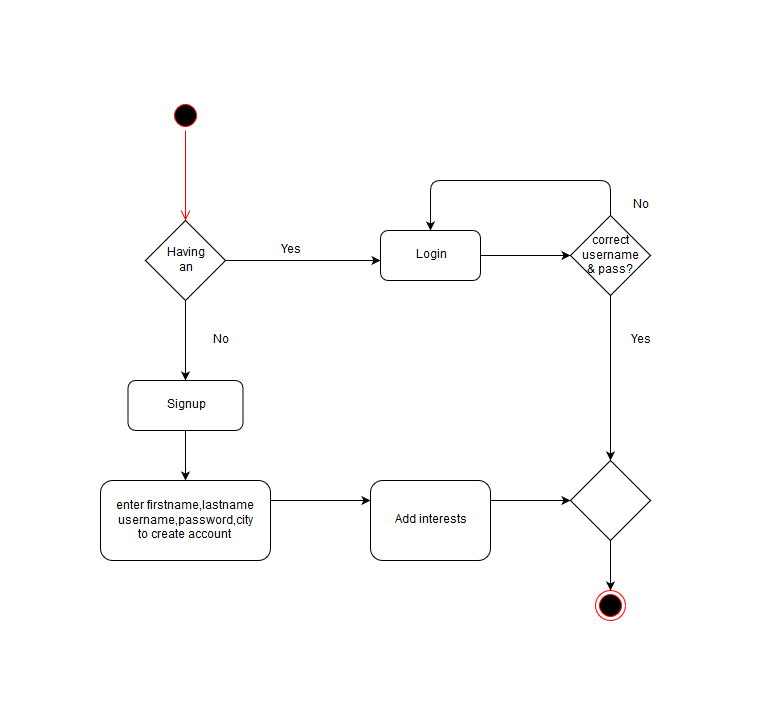 No
Having
an
Yes
Login
correct
username
& pass?
No
Yes
Signup
enter firstname,lastname
username,password,city
to create account
Add interests